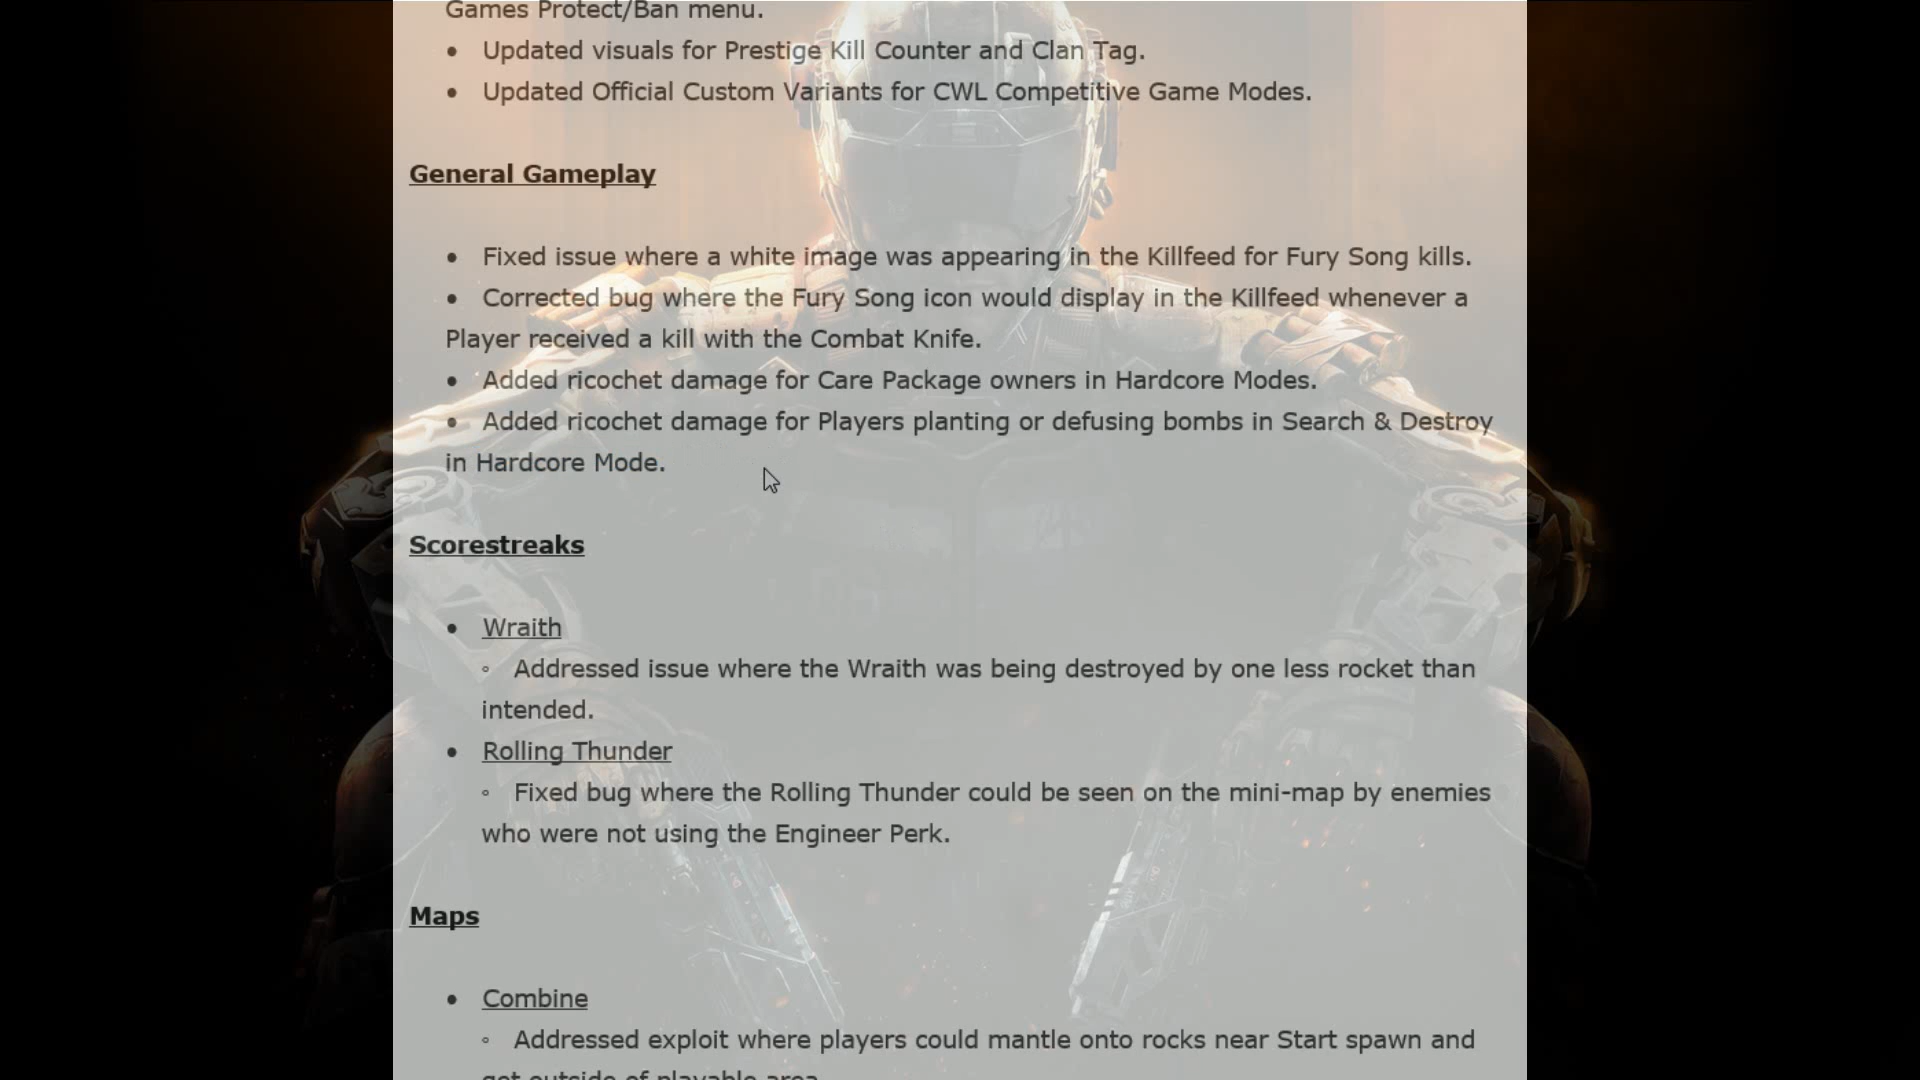 Games Protect/Ban menu.
• Updated visuals for Prestige Kill Counter and Clan Tag.
• Updated Official Custom Variants for CWL Competitive Game Modes.
General Gameplay
• Fixed issue where a white image was appearing in the Killfeed for Fury Song kills.
• Corrected bug where the Fury Song icon would display in the Killfeed whenever a
Player received a kill with the Combat Knife.
• Added ricochet damage for Care Package owners in Hardcore Modes.
• Added ricochet damage for Players planting or defusing bombs in Search & Destroy
in Hardcore Mode.
Scorestreaks
• Wraith
◦ Addressed issue where the Wraith was being destroyed by one less rocket than
intended.
• Rolling Thunder
◦ Fixed bug where the Rolling Thunder could be seen on the mini-map by enemies
who were not using the Engineer Perk.
Maps
• Combine
◦ Addressed exploit where players could mantle onto rocks near Start spawn and
get outside of playable area.